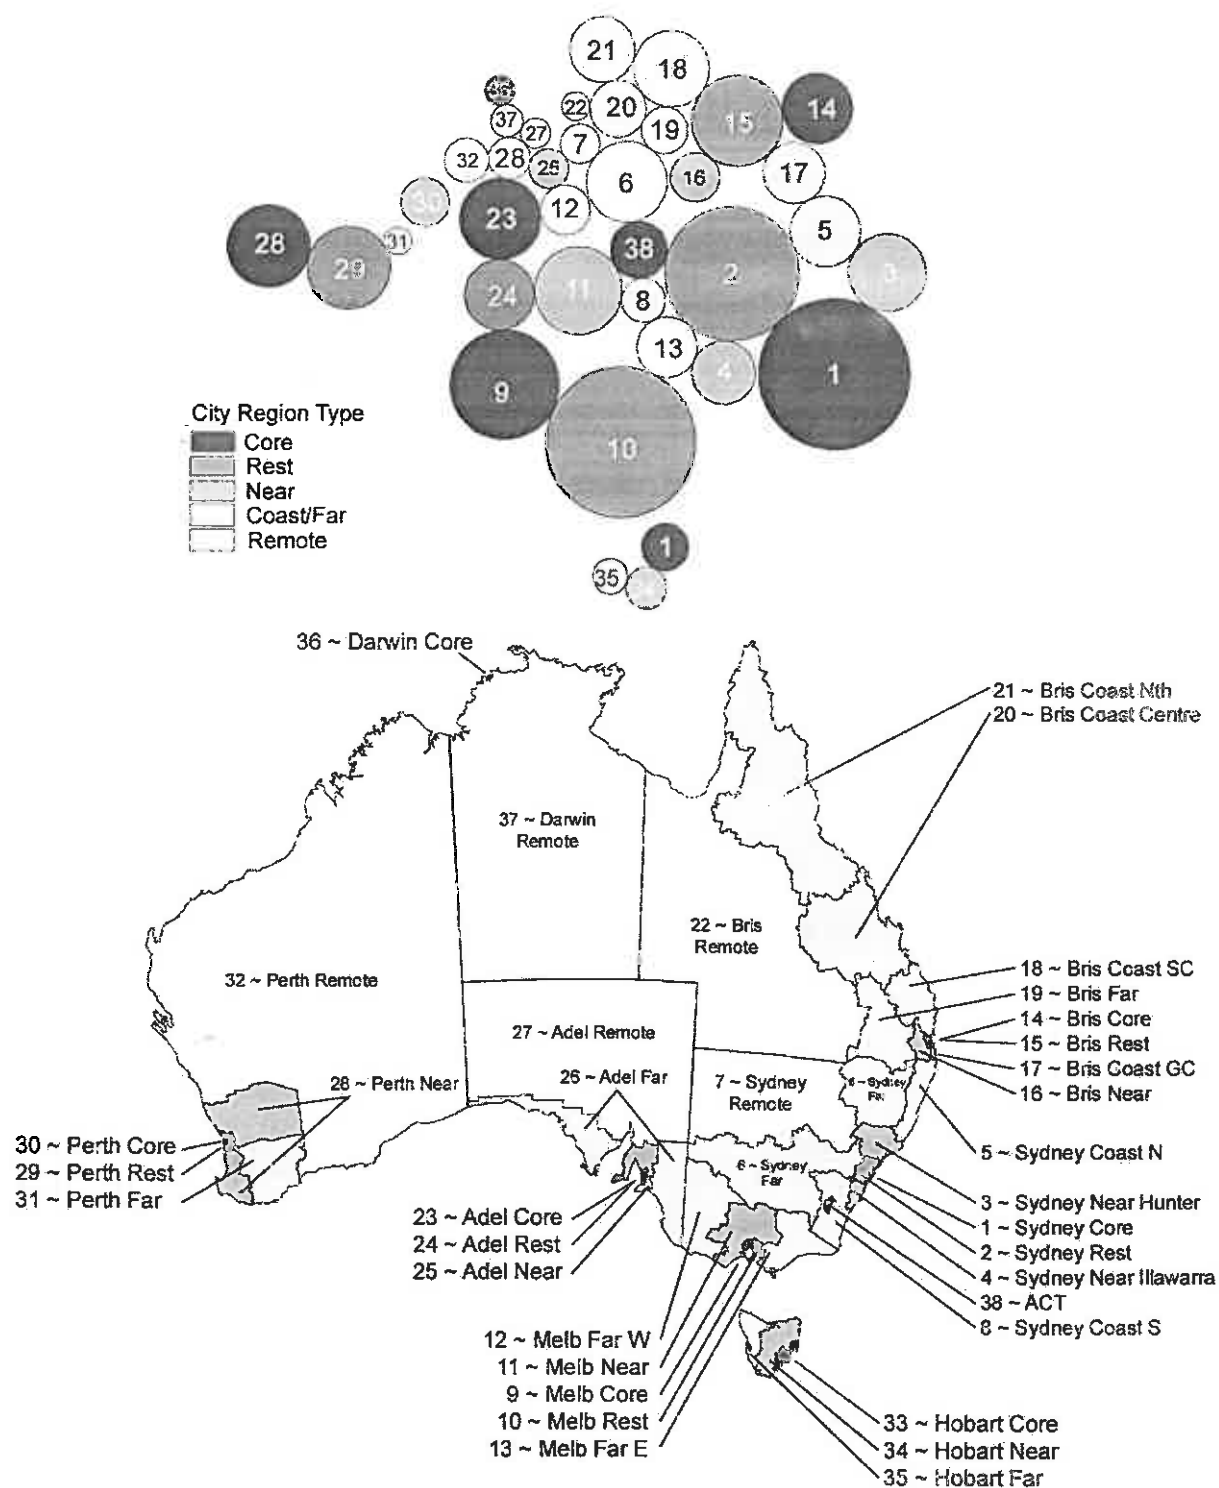 21
18
14
15
20
22
37
19
27
7
32
28
16
17
6
12
23
5
28
38
31
2
3
24
11
8
13
4
1
9
10
City Region Type
Core
Rest
Near
Coast/Far
Remote
1
35
36 ~ Darwin Core
21 ~ Bris Coast Nth
20 ~ Bris Coast Centre
37 ~ Darwin
Remote
22 ~ Bris
Remote
32 ~ Perth Remote
18 ~ Bris Coast SC
19 ~ Bris Far
14 ~ Bris Core
15 ~ Bris Rest
17 ~ Bris Coast GC
16 ~ Bris Near
27 ~ Adel Remote
26 ~ Adel Far
28 ~ Perth Near
7 ~ Sydney
Remote
6 ~ Sydney
Far
30 ~ Perth Core
29 ~ Perth Rest
31 ~ Perth Far
5 ~ Sydney Coast N
6 ~ Sydney
Far
3 ~ Sydney Near Hunter
1 ~ Sydney Core
2 ~ Sydney Rest
4 ~ Sydney Near Illawarra
38 ~ ACT
8 ~ Sydney Coast S
23 ~ Adel Core
24 ~ Adel Rest
25 ~ Adel Near
12 ~ Melb Far W
11 ~ Melb Near
9 ~ Melb Core
10 ~ Melb Rest
13 ~ Melb Far E
33 ~ Hobart Core
34 ~ Hobart Near
35 ~ Hobart Far